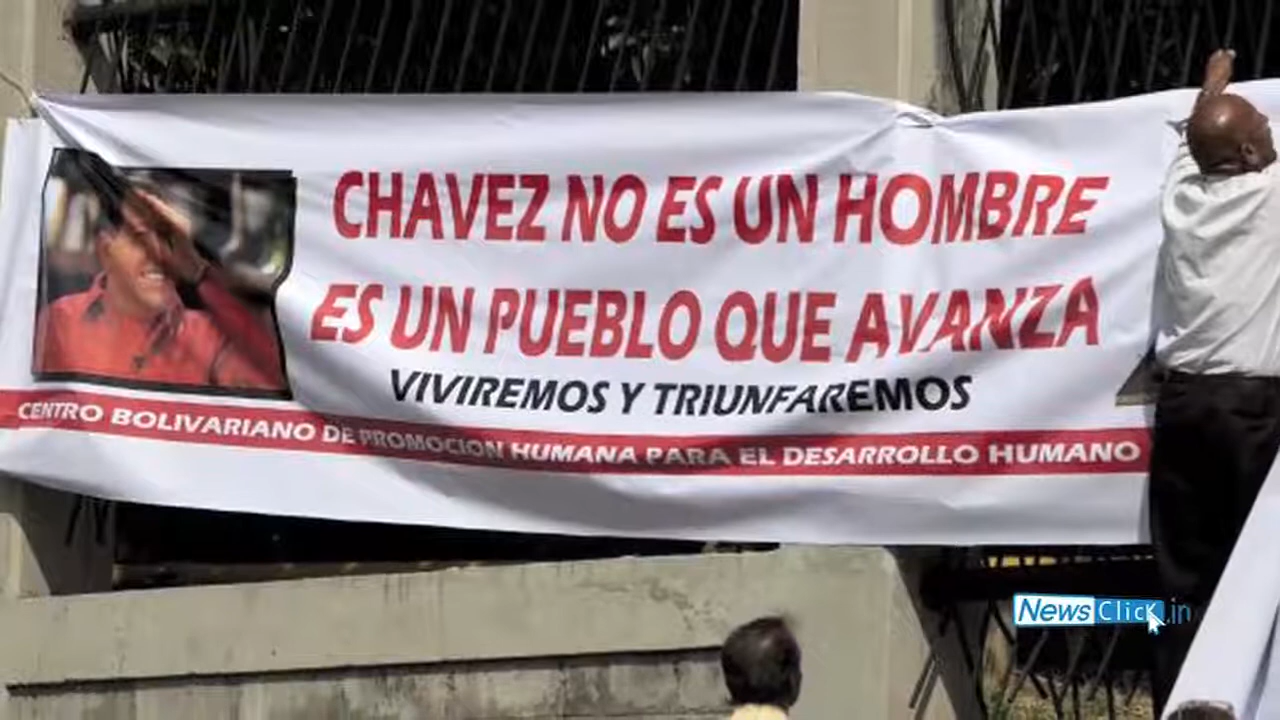 CHAVEZ NO ES UN HOMBRE
ES UN PUEBLO QUE AVANZA
VIVIREMOS Y TRIUNFAREMOS
CENTRO BOLIVARIANO DE PROMOCION HUMANA PARA EL DESARROLLO HUMANO
NewsClick.in